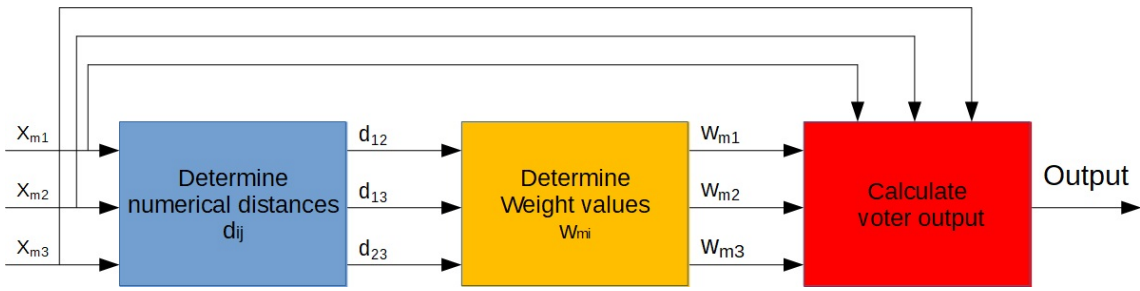 Xm1
Xm2
Xm3
Determine
numerical distances
dij
d12
d13
d23
Determine
Weight values
Wmi
Wm1
Wm2
Wm3
Calculate
voter output
Output